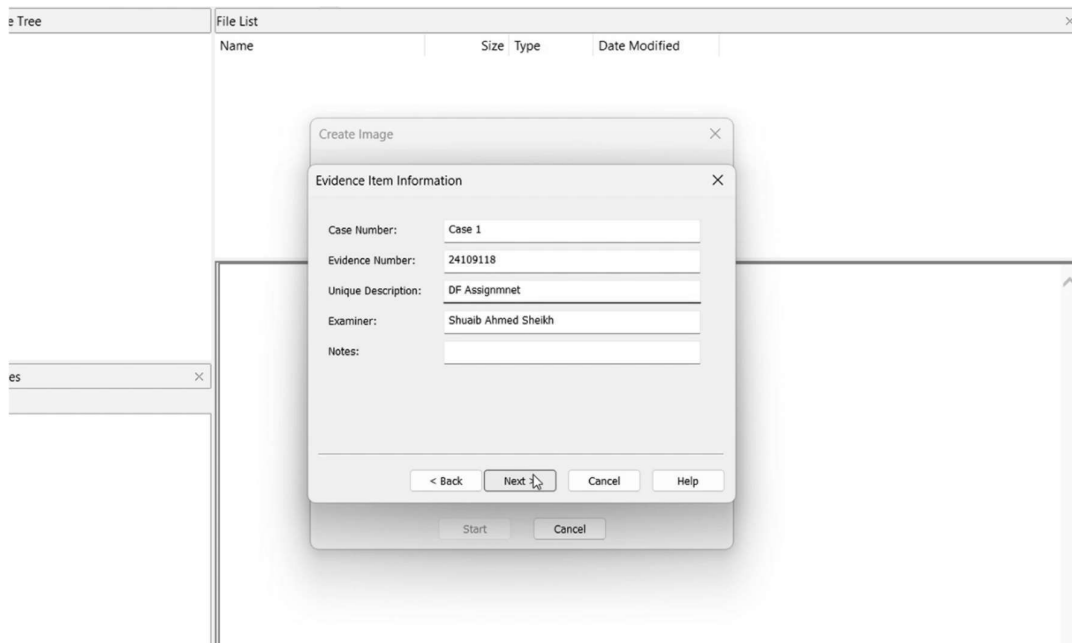 e Tree
File List
Name Size Type Date Modified
Create Image
Evidence Item Information
Case Number: Case 1
Evidence Number: 24109118
Unique Description: DF Assignmnet
Examiner: Shuaib Ahmed Sheikh
Notes:
es
< Back Next > Cancel Help
Start Cancel